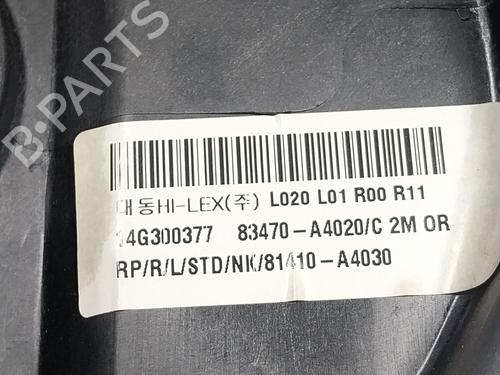 B-PARTS
대동HI-LEX(주) L020 L01 R00 R11
14G300377 83470-A4020/C 2M OR
RP/R/L/STD/NK/81410-A4030